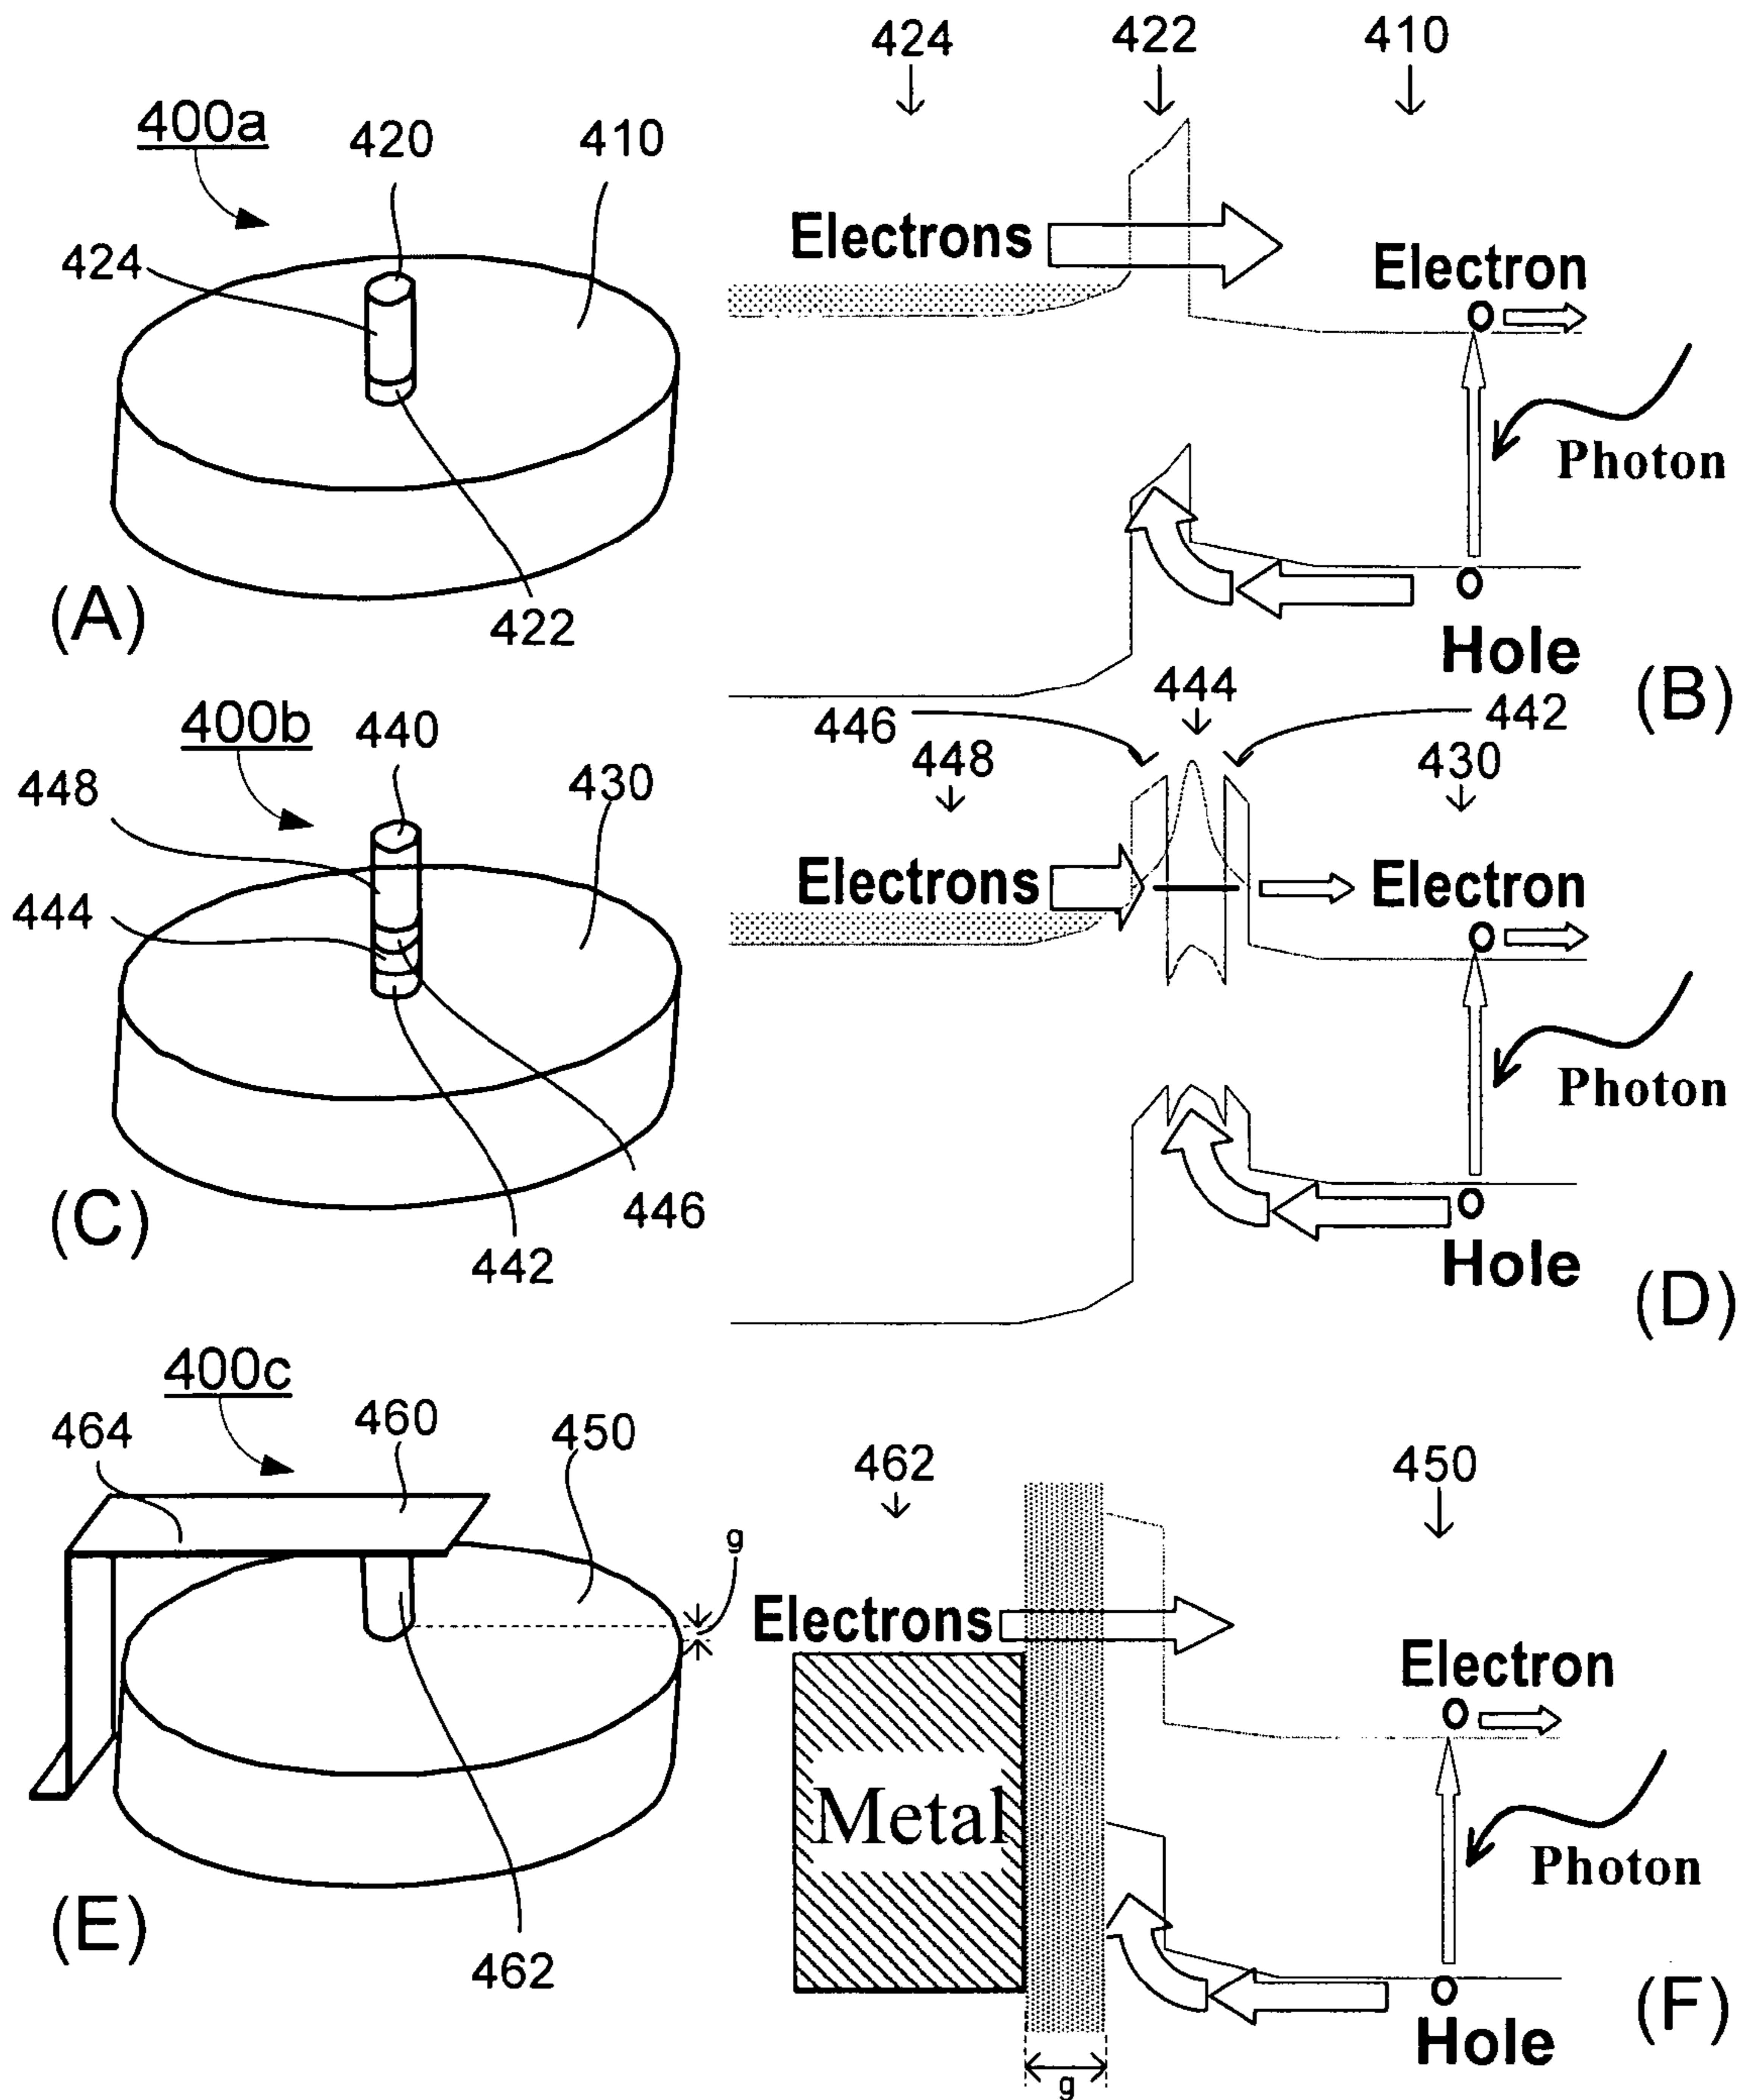 400a
420
410
424
422
(A)
424
422
410
Electrons
Electron
Photon
Hole
(B)
400b
440
430
448
444
446
442
(C)
446
444
442
448
430
Electrons
Electron
Photon
Hole
(D)
400c
464
460
450
g
462
(E)
462
450
Electrons
Electron
Metal
Photon
Hole
g
(F)